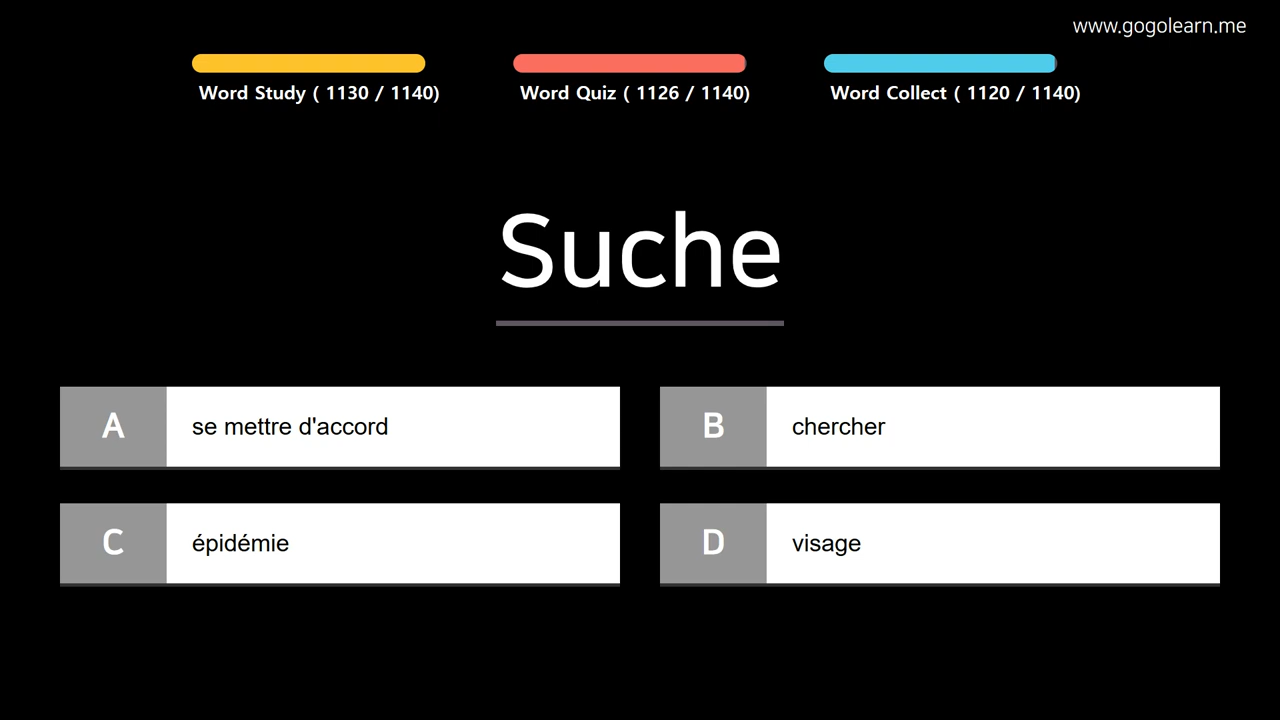 www.gogolearn.me
Word Study ( 1130 / 1140)
Word Quiz ( 1126 / 1140)
Word Collect ( 1120 / 1140)
Suche
A
se mettre d'accord
B
chercher
C
épidémie
D
visage